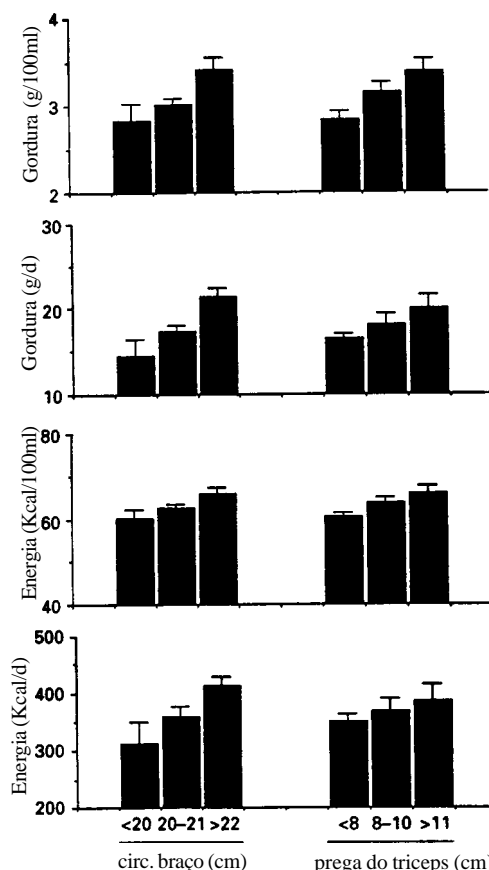 Gordura (g/100ml)
4
3
2
Gordura (g/d)
30
20
10
Energia (Kcal/100ml)
80
60
40
Energia (Kcal/d)
500
400
300
200
<20 20–21 >22
<8 8–10 >11
circ. braço (cm)
prega do triceps (cm)